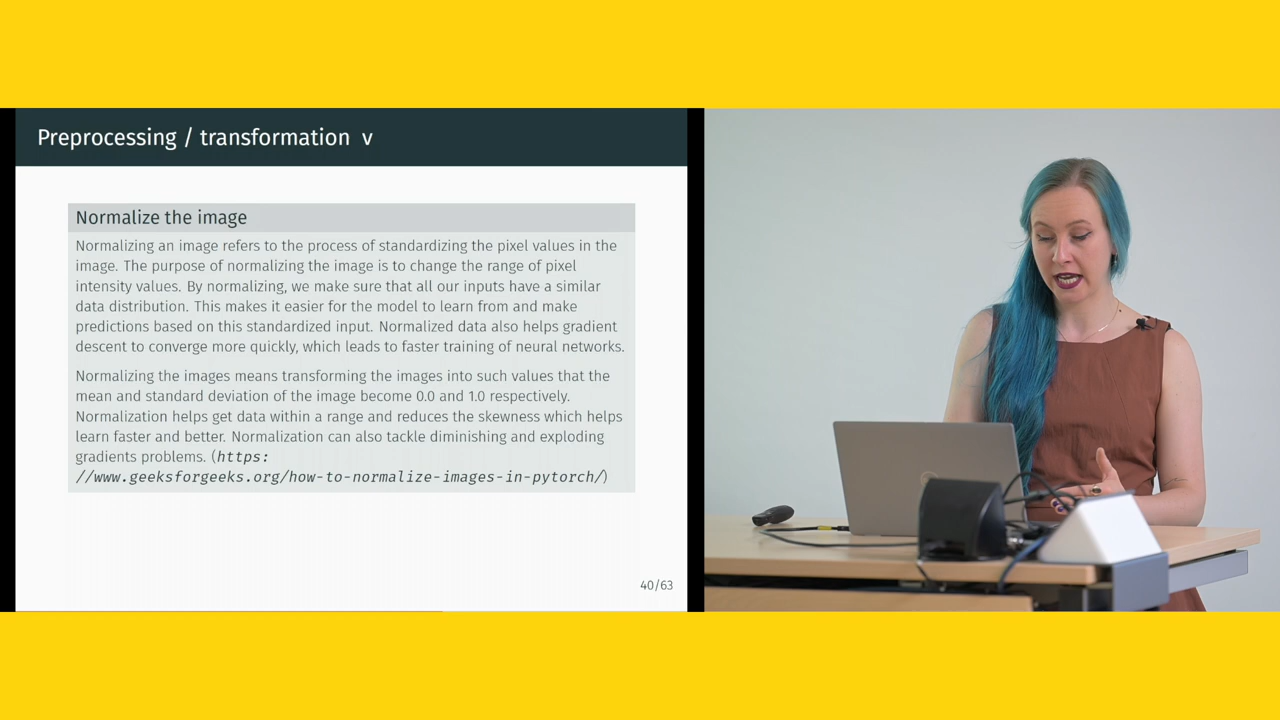 Preprocessing / transformation v
Normalize the image
Normalizing an image refers to the process of standardizing the pixel values in the
image. The purpose of normalizing the image is to change the range of pixel
intensity values. By normalizing, we make sure that all our inputs have a similar
data distribution. This makes it easier for the model to learn from and make
predictions based on this standardized input. Normalized data also helps gradient
descent to converge more quickly, which leads to faster training of neural networks.
Normalizing the images means transforming the images into such values that the
mean and standard deviation of the image become 0.0 and 1.0 respectively.
Normalization helps get data within a range and reduces the skewness which helps
learn faster and better. Normalization can also tackle diminishing and exploding
gradients problems. (https:
//www.geeksforgeeks.org/how-to-normalize-images-in-pytorch/)
40/63